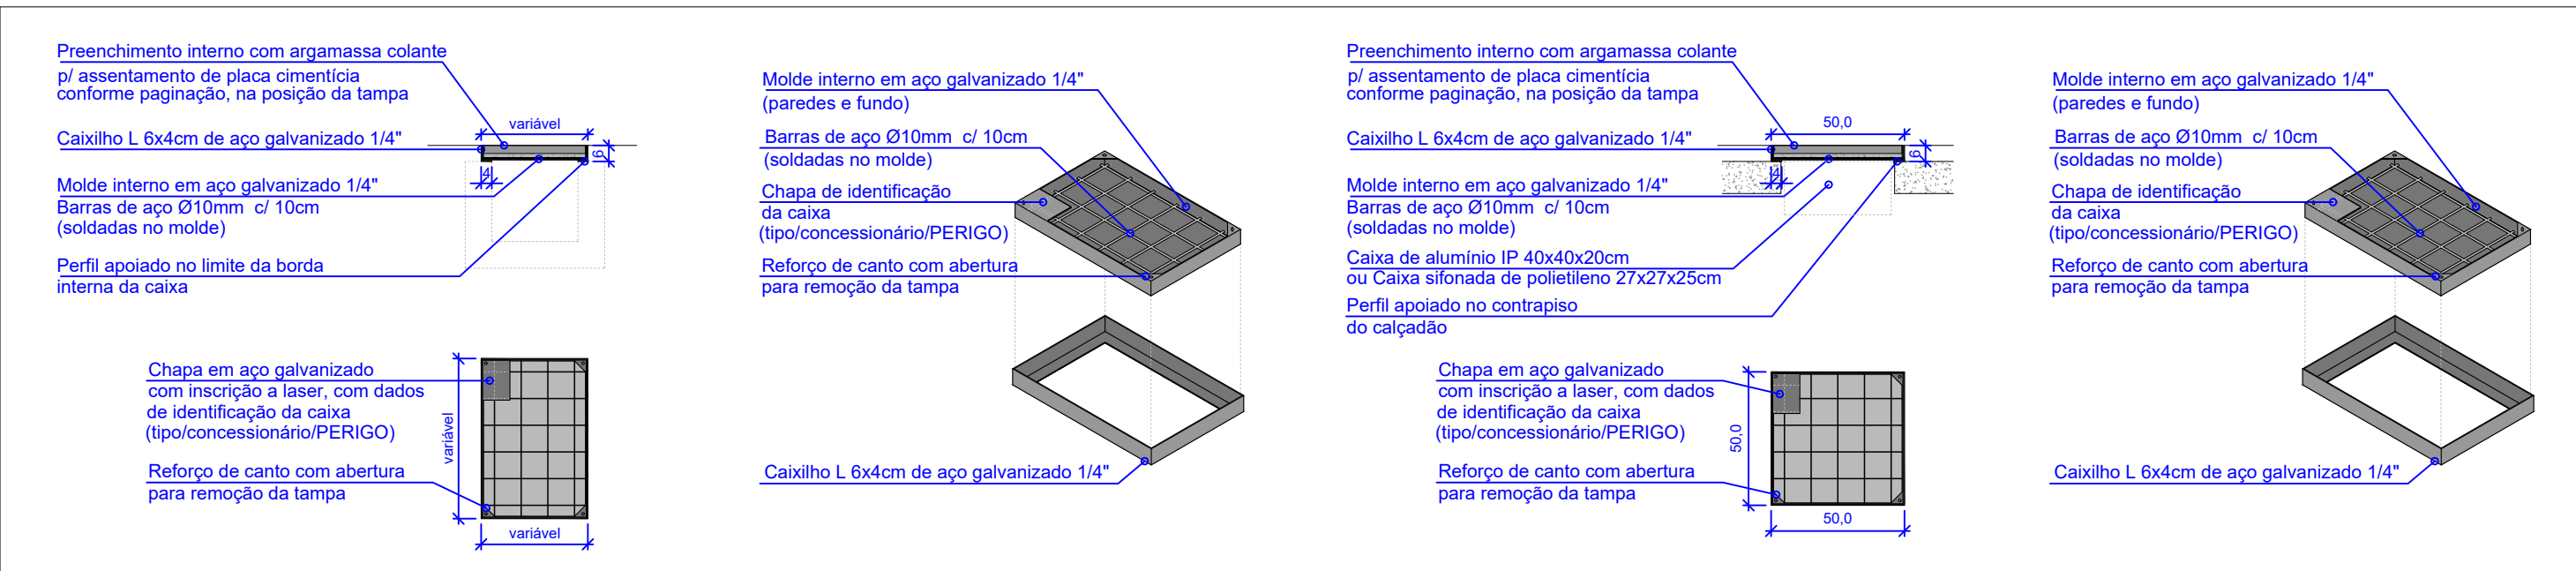 Preenchimento interno com argamassa colante
p/ assentamento de placa cimentícia
conforme paginação, na posição da tampa
Caixilho L 6x4cm de aço galvanizado 1/4"
Molde interno em aço galvanizado 1/4"
Barras de aço Ø10mm  c/ 10cm
(soldadas no molde)
Perfil apoiado no limite da borda
interna da caixa
variável
6
4
Chapa em aço galvanizado
com inscrição a laser, com dados
de identificação da caixa
(tipo/concessionário/PERIGO)
Reforço de canto com abertura
para remoção da tampa
variável
variável
Molde interno em aço galvanizado 1/4"
(paredes e fundo)
Barras de aço Ø10mm  c/ 10cm
(soldadas no molde)
Chapa de identificação
da caixa
(tipo/concessionário/PERIGO)
Reforço de canto com abertura
para remoção da tampa
Caixilho L 6x4cm de aço galvanizado 1/4"
Preenchimento interno com argamassa colante
p/ assentamento de placa cimentícia
conforme paginação, na posição da tampa
Caixilho L 6x4cm de aço galvanizado 1/4"
Molde interno em aço galvanizado 1/4"
Barras de aço Ø10mm  c/ 10cm
(soldadas no molde)
Caixa de alumínio IP 40x40x20cm
ou Caixa sifonada de polietileno 27x27x25cm
Perfil apoiado no contrapiso
do calçadão
50,0
6
4
Chapa em aço galvanizado
com inscrição a laser, com dados
de identificação da caixa
(tipo/concessionário/PERIGO)
Reforço de canto com abertura
para remoção da tampa
50,0
50,0
Molde interno em aço galvanizado 1/4"
(paredes e fundo)
Barras de aço Ø10mm  c/ 10cm
(soldadas no molde)
Chapa de identificação
da caixa
(tipo/concessionário/PERIGO)
Reforço de canto com abertura
para remoção da tampa
Caixilho L 6x4cm de aço galvanizado 1/4"